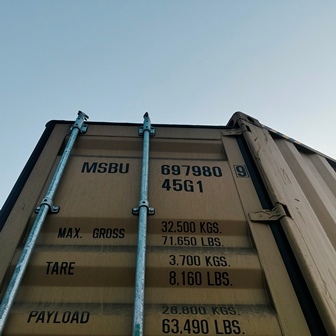 MSBU 697980 9
45G1
MAX. GROSS 32,500 KGS.
71,650 LBS.
TARE 3.700 KGS.
8,160 LBS.
PAYLOAD 28.800 KGS.
63,490 LBS.